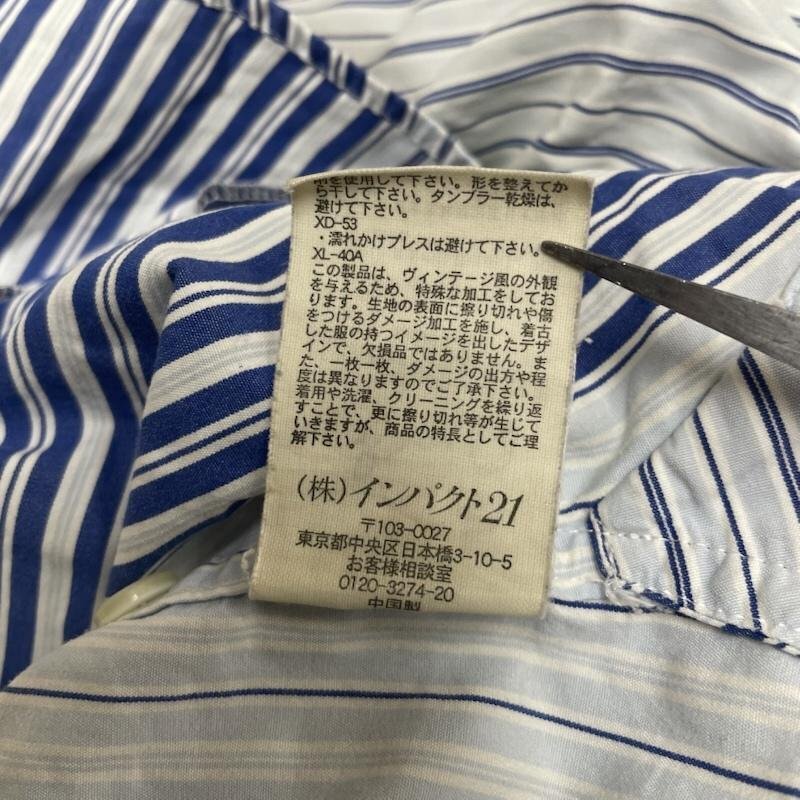 を使用して下さい。形を整えてか
ら干して下さい。タンブラー乾燥は、
避けて下さい。
XD-53
・濡れかけプレスは避けて下さい。
XL-40A
この製品は、ヴィンテージ風の外観
を与えるため、特殊な加工をしてお
ります。生地の表面に擦り切れや傷
をつけるダメージ加工を施し、着古
した服の持つイメージを出したデザ
インで、欠損品ではありません。ま
た、一枚一枚、ダメージの出方や程
度は異なりますのでご了承下さい。
着用や洗濯、クリーニングを繰り返
すことで、更に擦り切れ等が生じて
いきますが、商品の特長としてご理
解下さい。
(株)インパクト21
〒103-0027
東京都中央区日本橋3-10-5
お客様相談室
0120-3274-20
中国製